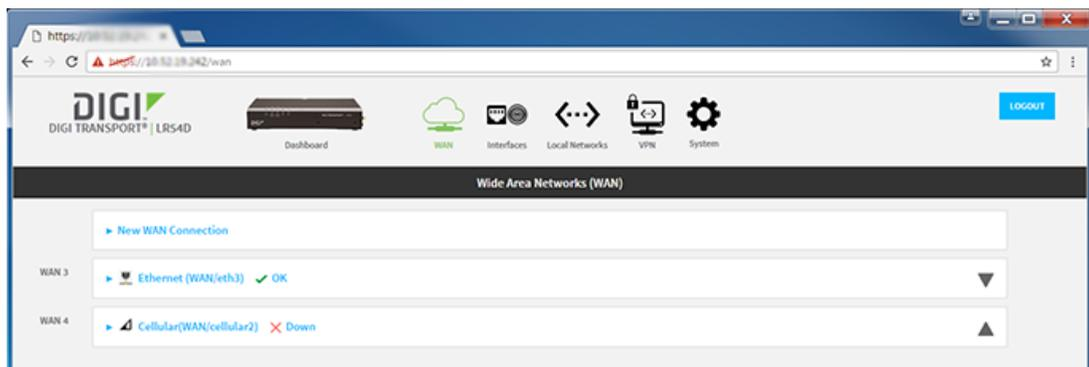 https://
https://10.52.19.242/wan
DIGI
DIGI TRANSPORT® | LR54D
Dashboard
WAN
Interfaces
Local Networks
VPN
System
LOGOUT
Wide Area Networks (WAN)
New WAN Connection
WAN 3
Ethernet (WAN/eth3) OK
WAN 4
Cellular(WAN/cellular2) Down